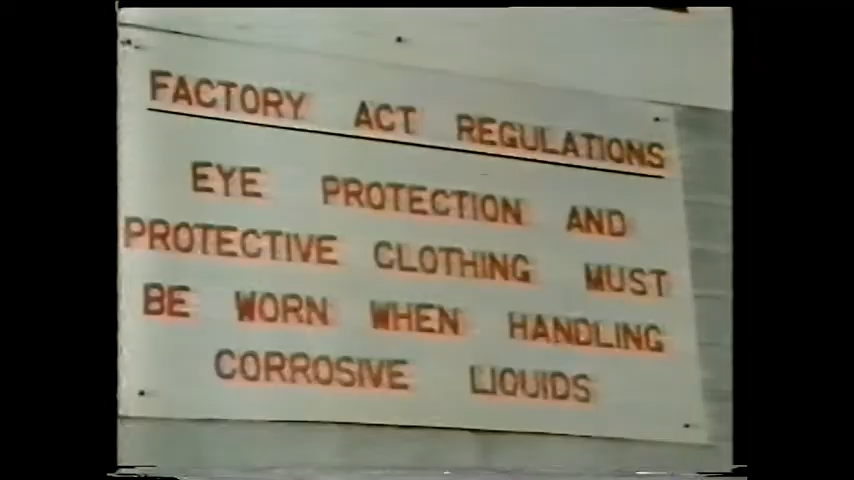 FACTORY ACT REGULATIONS
EYE PROTECTION AND
PROTECTIVE CLOTHING MUST
BE WORN WHEN HANDLING
CORROSIVE LIQUIDS